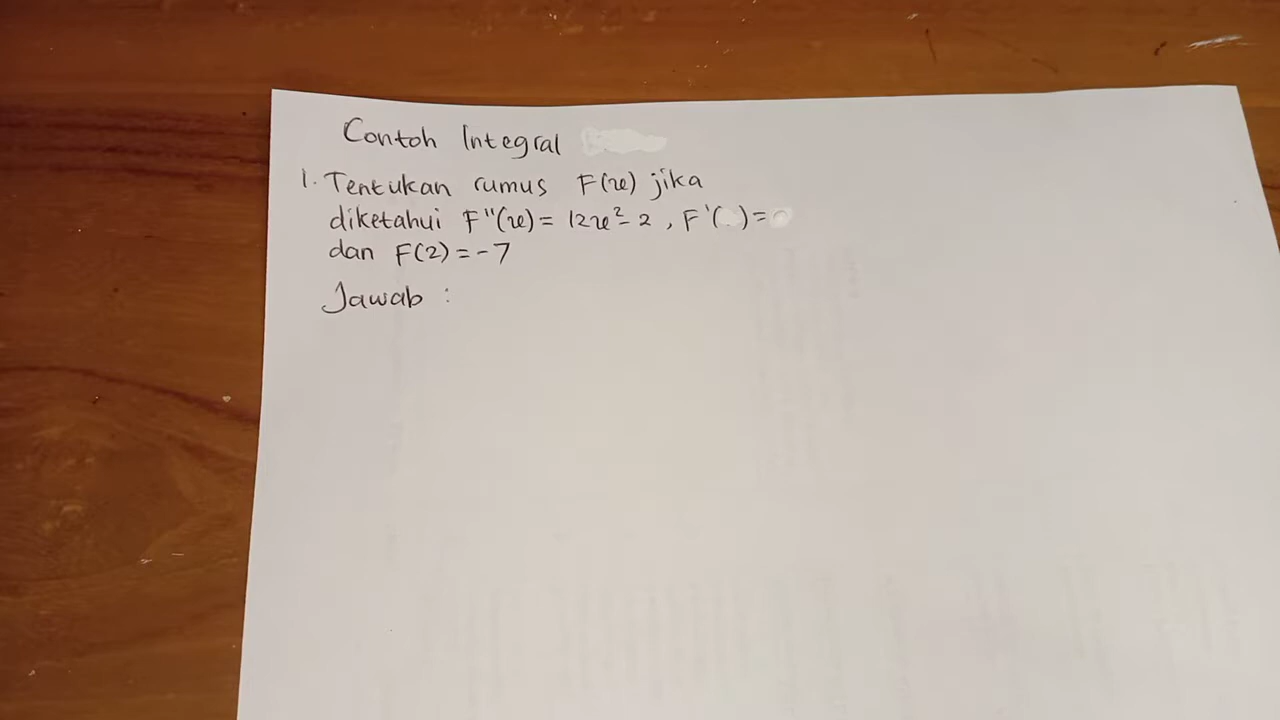 Contoh Integral
1. Tentukan rumus F(x) jika
diketahui F"(x) = 12x² - 2 , F'( ) =
dan F(2) = -7
Jawab :